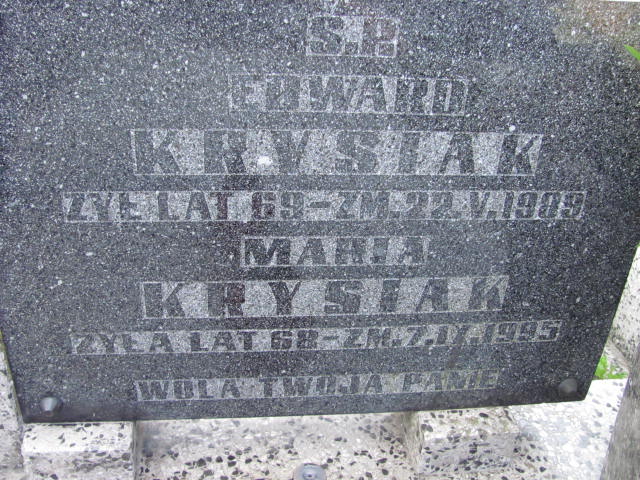 Ś.P.
EDWARD
KRYSIAK
ŻYŁ LAT 69-ZM.22.V.1989
MARIA
KRYSIAK
ŻYŁA LAT 68-ZM.7.IX.1995
WOLA TWOJA PANIE